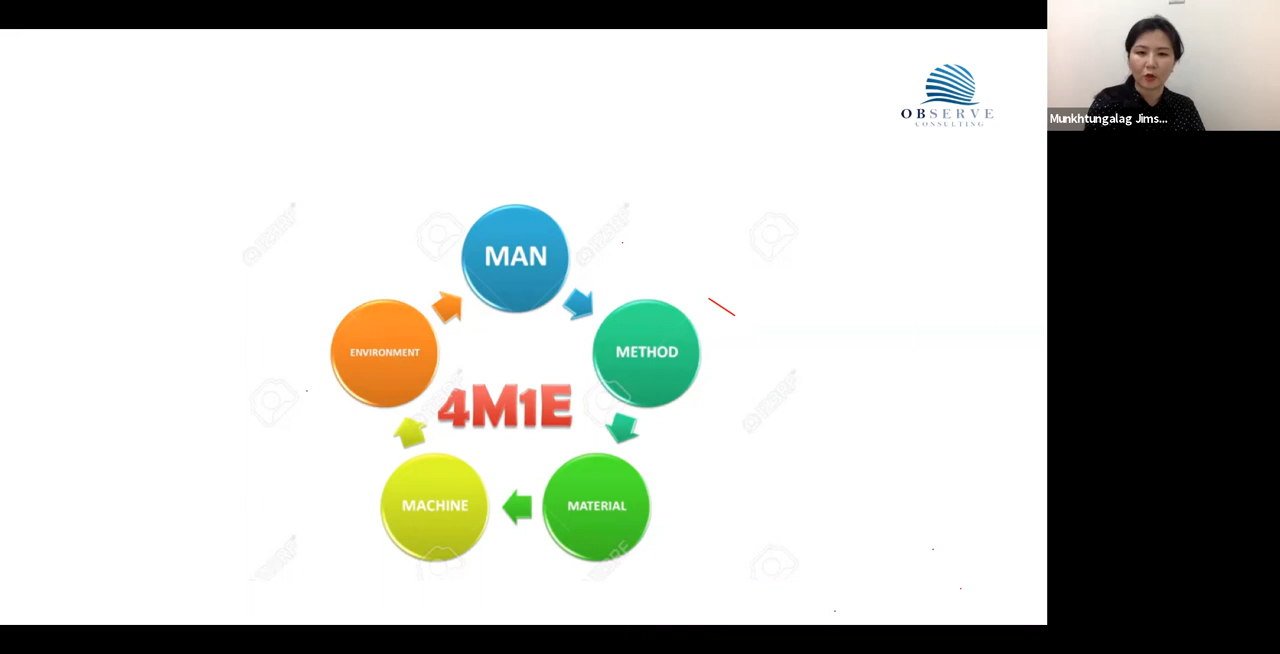 OBSERVE
CONSULTING
Munkhtungalag Jims...
MAN
METHOD
ENVIRONMENT
4M1E
MACHINE
MATERIAL